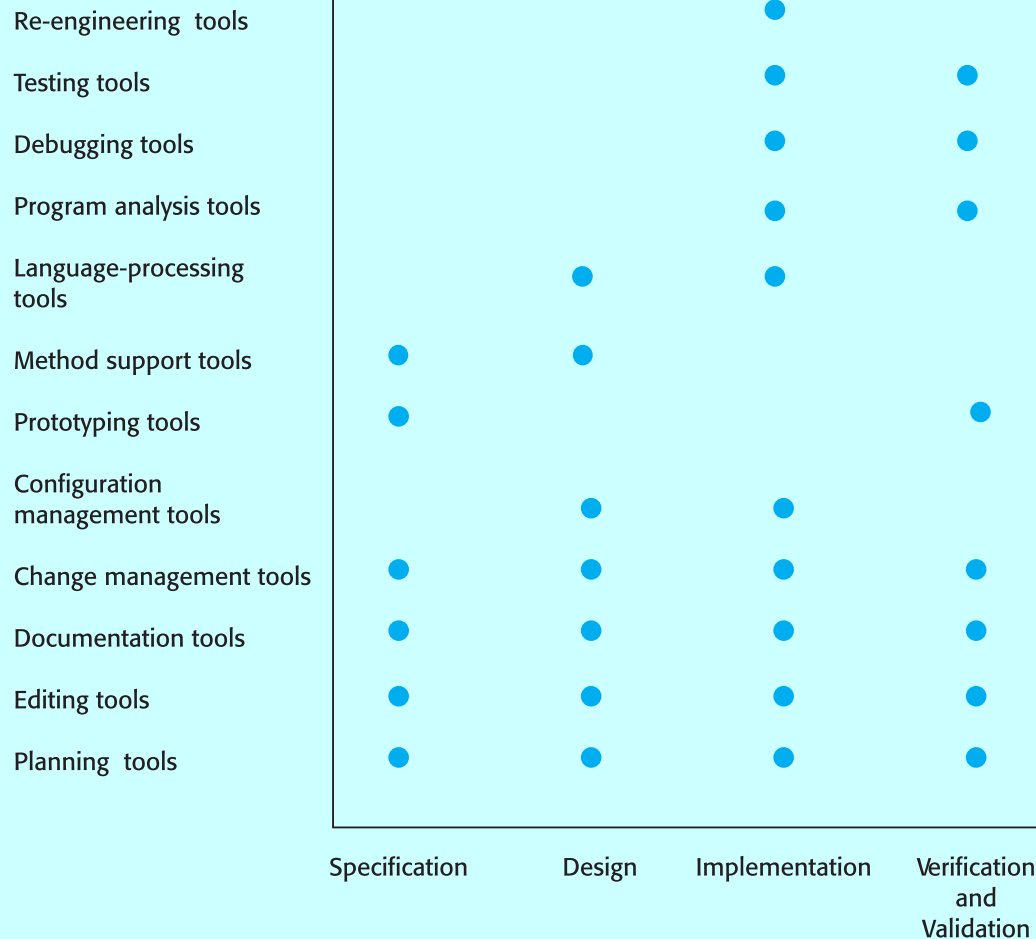 Re-engineering  tools
Testing tools
Debugging tools
Program analysis tools
Language-processing
tools
Method support tools
Prototyping tools
Configuration
management tools
Change management tools
Documentation tools
Editing tools
Planning  tools
Specification
Design
Implementation
Verification
and
Validation